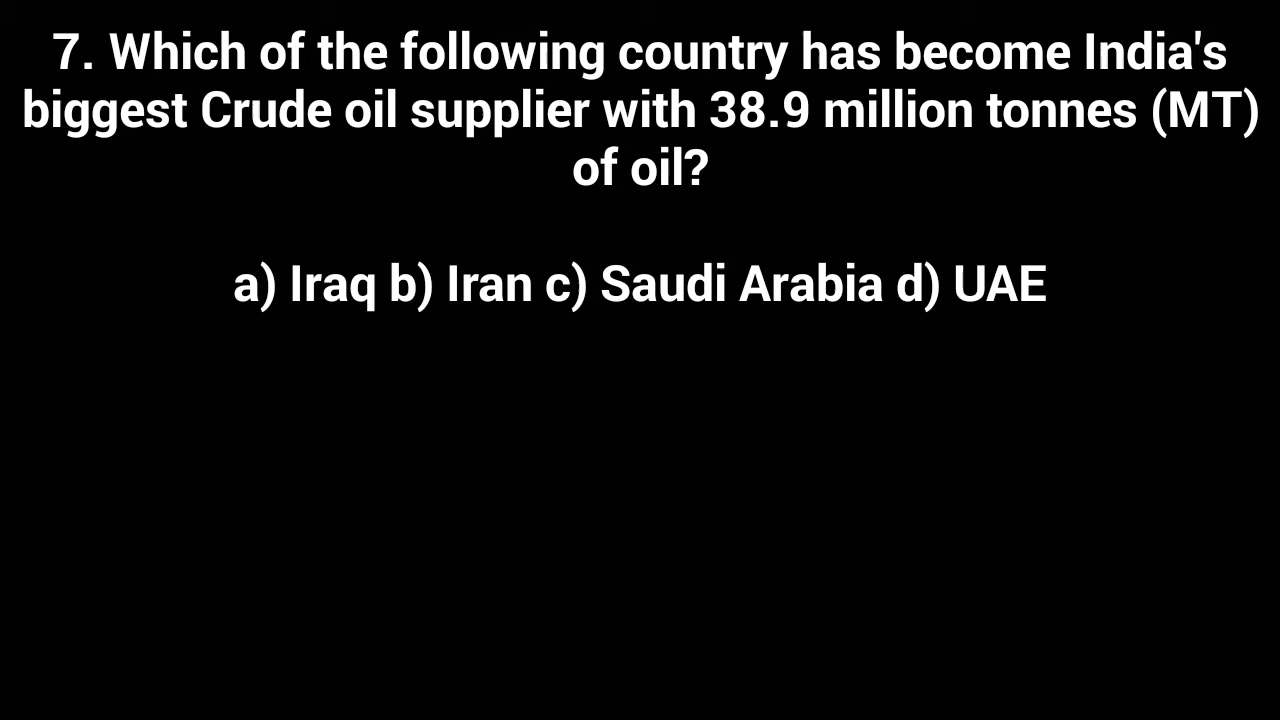 7. Which of the following country has become India's
biggest Crude oil supplier with 38.9 million tonnes (MT)
of oil?
a) Iraq b) Iran c) Saudi Arabia d) UAE